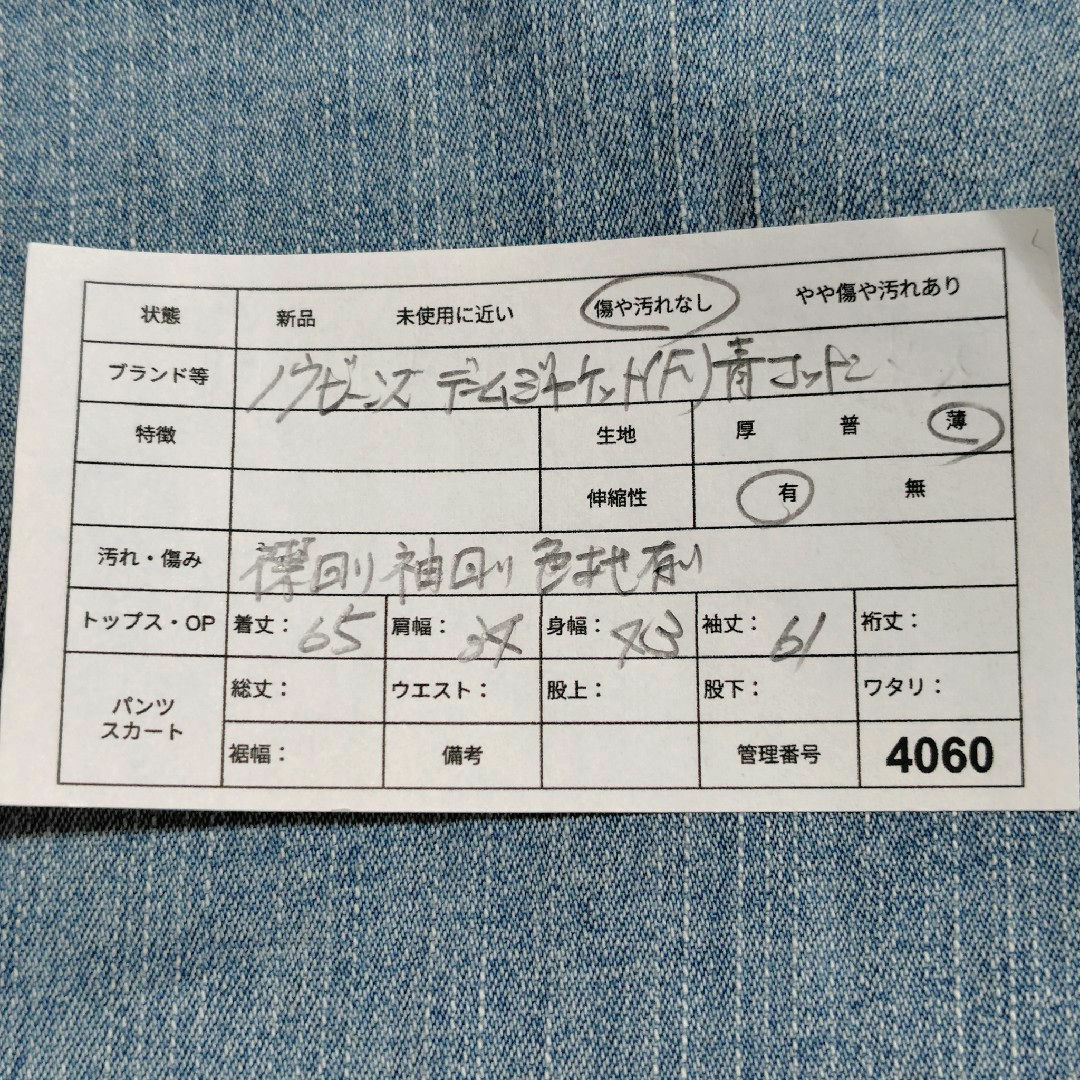 状態 新品 未使用に近い 傷や汚れなし やや傷や汚れあり
ブランド等 ノウビーンズ デニムジャケット(F)青コットン
特徴 生地 厚 普 薄
伸縮性 有 無
汚れ・傷み 襟回り 袖回り 色あせ有り
トップス・OP 着丈: 65 肩幅: 身幅: 43 袖丈: 61 裄丈:
パンツ スカート 総丈: ウエスト: 股上: 股下: ワタリ:
裾幅: 備考 管理番号 4060